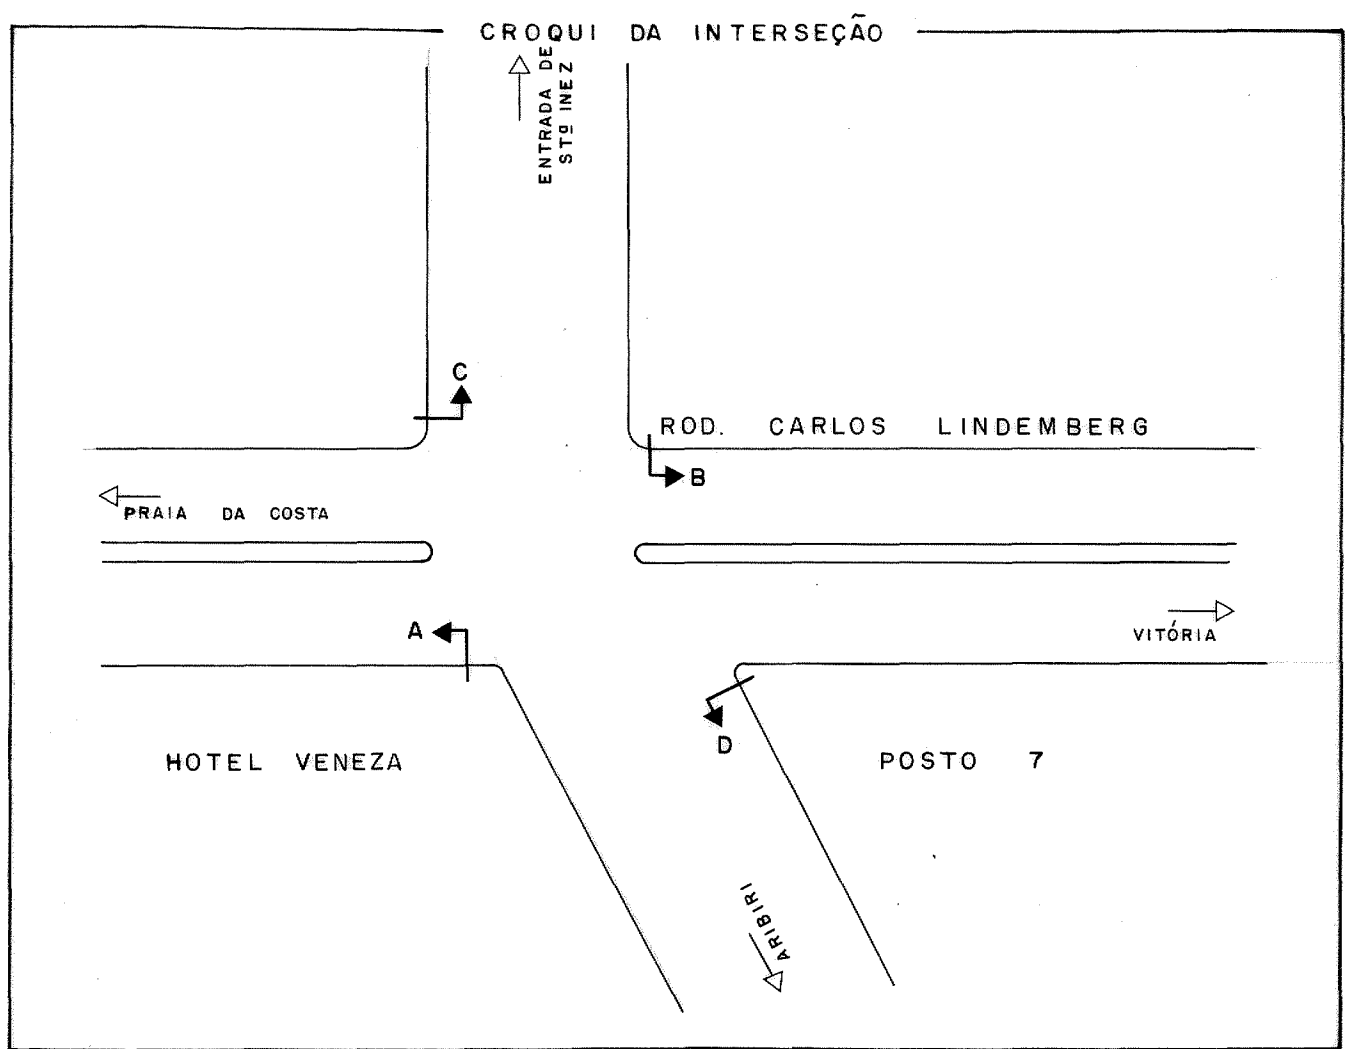 CROQUI DA INTERSEÇÃO
ENTRADA DE
STª INEZ
C
ROD. CARLOS LINDEMBERG
B
PRAIA DA COSTA
A
VITÓRIA
D
HOTEL VENEZA
POSTO 7
ARIBIRI